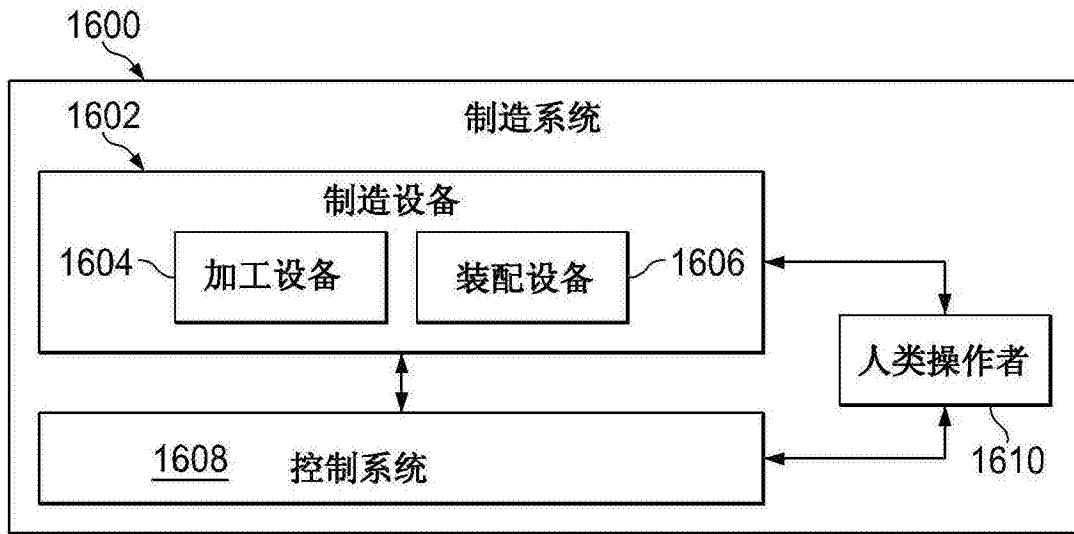 1600
1602
制造系统
制造设备
1604
加工设备
装配设备
1606
人类操作者
1608
控制系统
1610